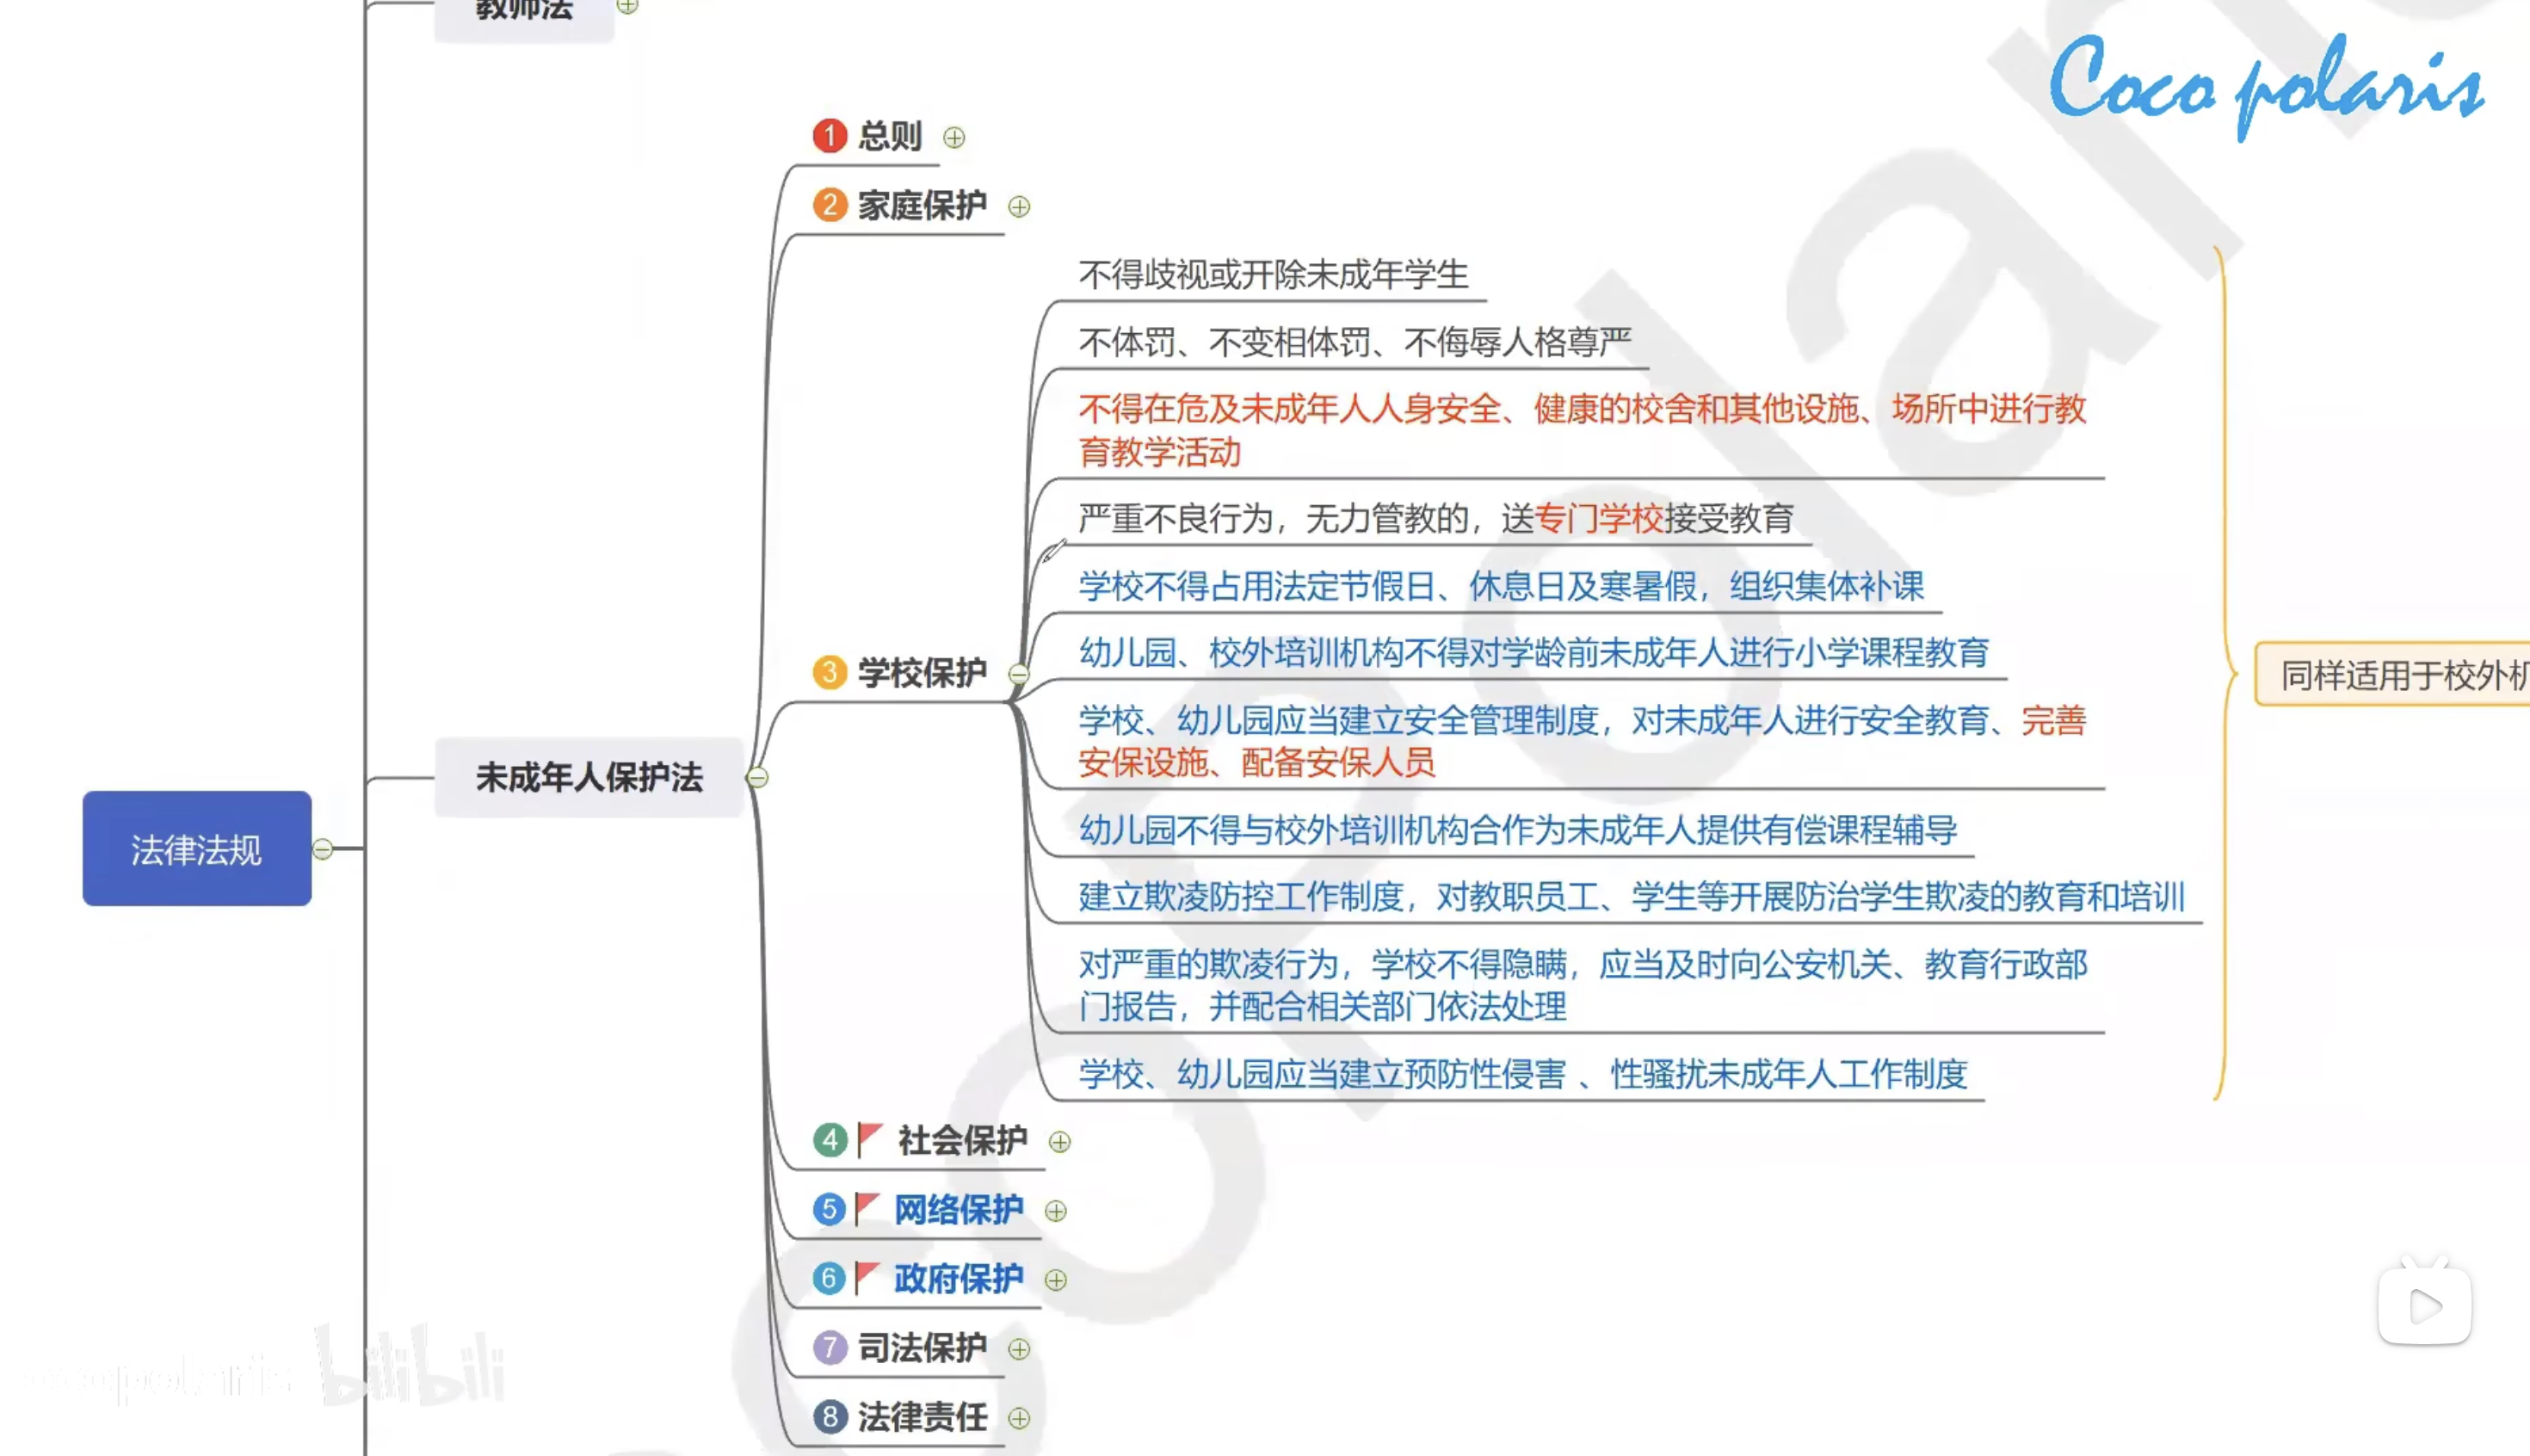 教师法
Coco polaris
1 总则
2 家庭保护
不得歧视或开除未成年学生
不体罚、不变相体罚、不侮辱人格尊严
不得在危及未成年人人身安全、健康的校舍和其他设施、场所中进行教
育教学活动
严重不良行为，无力管教的，送专门学校接受教育
学校不得占用法定节假日、休息日及寒暑假，组织集体补课
幼儿园、校外培训机构不得对学龄前未成年人进行小学课程教育
3 学校保护
同样适用于校外机
学校、幼儿园应当建立安全管理制度，对未成年人进行安全教育、完善
安保设施、配备安保人员
未成年人保护法
法律法规
幼儿园不得与校外培训机构合作为未成年人提供有偿课程辅导
建立欺凌防控工作制度，对教职员工、学生等开展防治学生欺凌的教育和培训
对严重的欺凌行为，学校不得隐瞒，应当及时向公安机关、教育行政部
门报告，并配合相关部门依法处理
学校、幼儿园应当建立预防性侵害 、性骚扰未成年人工作制度
4 社会保护
5 网络保护
6 政府保护
7 司法保护
8 法律责任
cocopolaris bilibili